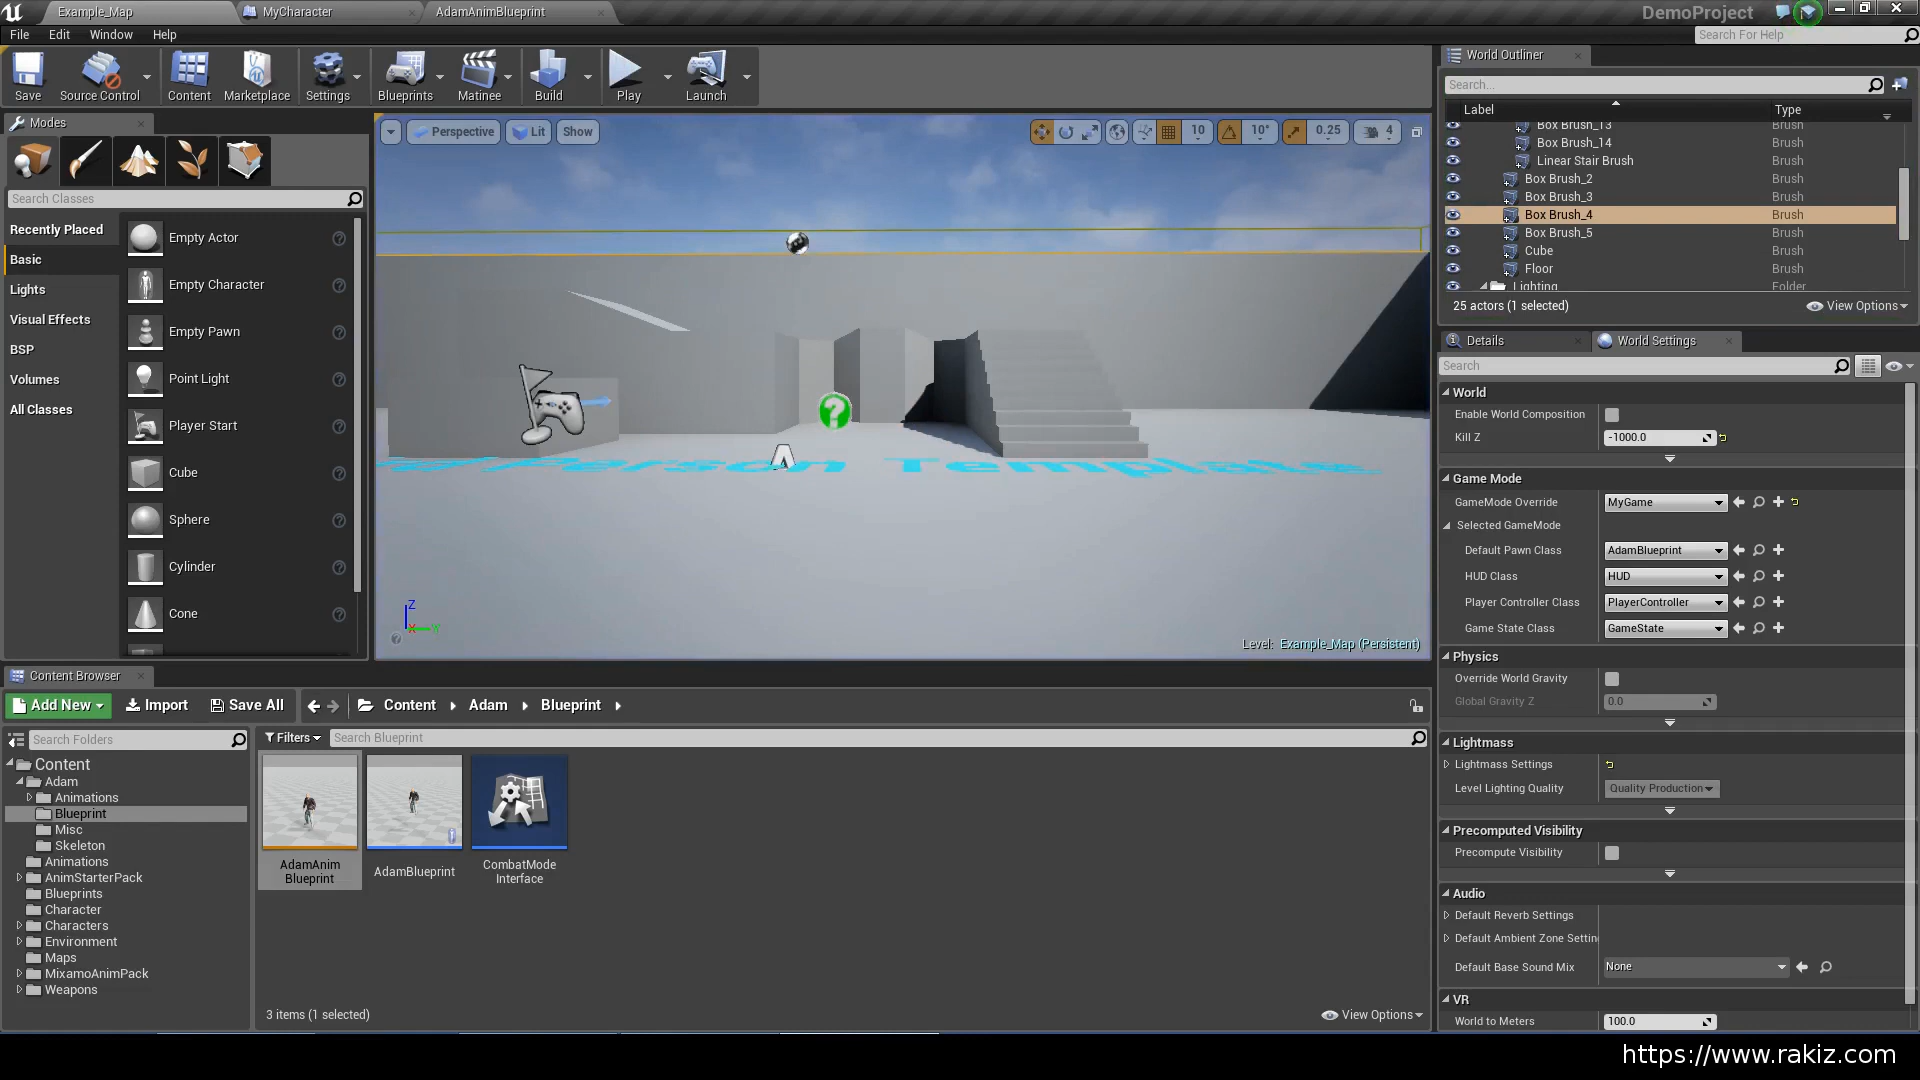 Example_Map
MyCharacter
AdamAnimBlueprint
DemoProject
File
Edit
Window
Help
Search For Help
Save
Source Control
Content
Marketplace
Settings
Blueprints
Matinee
Build
Play
Launch
Modes
Search Classes
Recently Placed
Basic
Lights
Visual Effects
BSP
Volumes
All Classes
Empty Actor
Empty Character
Empty Pawn
Point Light
Player Start
Cube
Sphere
Cylinder
Cone
Perspective
Lit
Show
10
10°
0.25
4
Person Template
Z
X
Y
Level: Example_Map (Persistent)
World Outliner
Search...
Label
Type
Box Brush_13 Brush
Box Brush_14 Brush
Linear Stair Brush Brush
Box Brush_2 Brush
Box Brush_3 Brush
Box Brush_4 Brush
Box Brush_5 Brush
Cube Brush
Floor Brush
Lighting Folder
25 actors (1 selected)
View Options
Details
World Settings
Search
World
Enable World Composition
Kill Z -1000.0
Game Mode
GameMode Override MyGame
Selected GameMode
Default Pawn Class AdamBlueprint
HUD Class HUD
Player Controller Class PlayerController
Game State Class GameState
Physics
Override World Gravity
Global Gravity Z 0.0
Lightmass
Lightmass Settings
Level Lighting Quality Quality Production
Precomputed Visibility
Precompute Visibility
Audio
Default Reverb Settings
Default Ambient Zone Settin
Default Base Sound Mix None
VR
World to Meters 100.0
Content Browser
Add New
Import
Save All
Content
Adam
Blueprint
Search Folders
Filters
Search Blueprint
Content
Adam
Animations
Blueprint
Misc
Skeleton
Animations
AnimStarterPack
Blueprints
Character
Characters
Environment
Maps
MixamoAnimPack
Weapons
AdamAnim
Blueprint
AdamBlueprint
CombatMode
Interface
3 items (1 selected)
View Options
https://www.rakiz.com